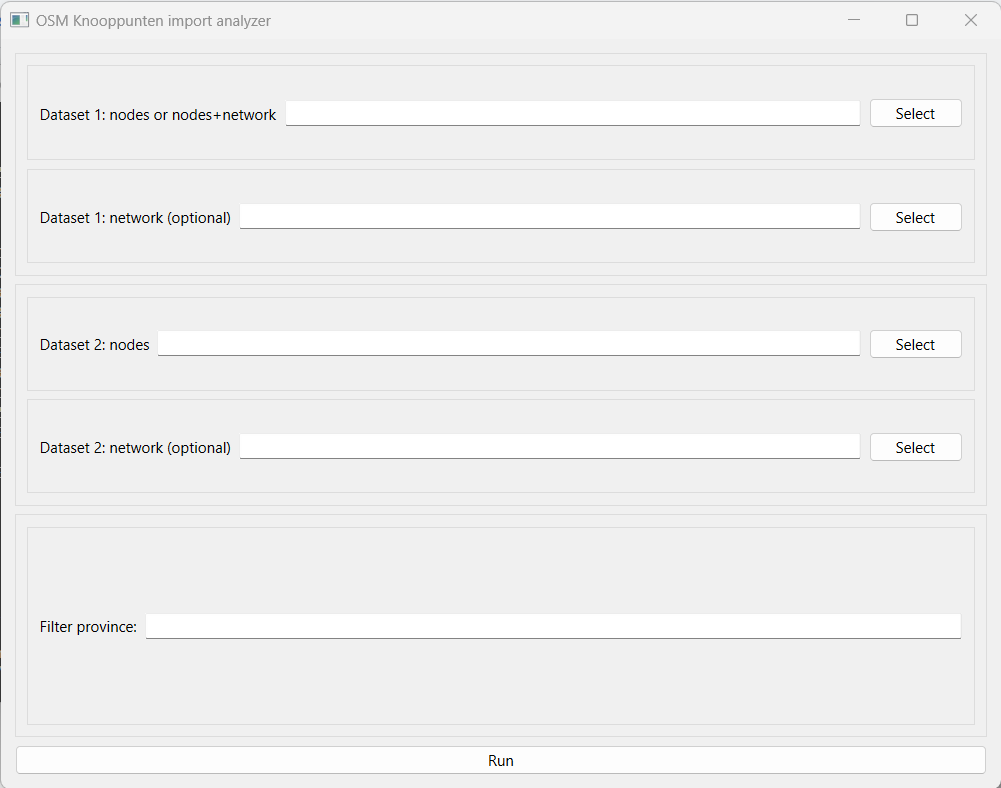 OSM Knooppunten import analyzer
Dataset 1: nodes or nodes+network Select
Dataset 1: network (optional) Select
Dataset 2: nodes Select
Dataset 2: network (optional) Select
Filter province:
Run